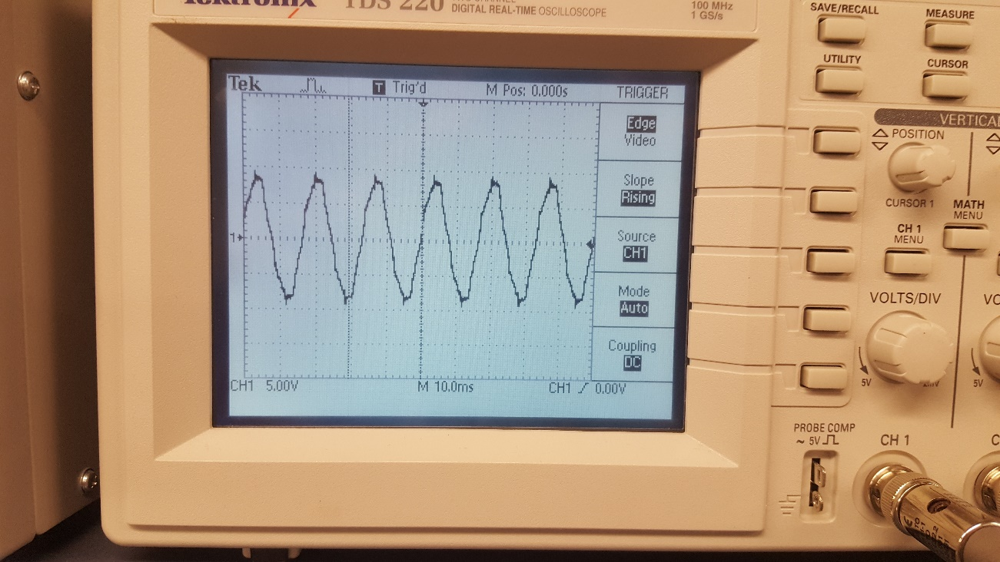 TDS 220
DIGITAL REAL-TIME OSCILLOSCOPE
100 MHz
1 GS/s
Tek
T Trig'd
M Pos: 0.000s
TRIGGER
Edge
Video
Slope
Rising
Source
CH1
Mode
Auto
Coupling
DC
1
CH1 5.00V
M 10.0ms
CH1 0.00V
SAVE/RECALL
MEASURE
UTILITY
CURSOR
VERTICAL
POSITION
CURSOR 1
MATH
MENU
CH 1
MENU
VOLTS/DIV
5V
2mV
5V
PROBE COMP
~ 5V
CH 1